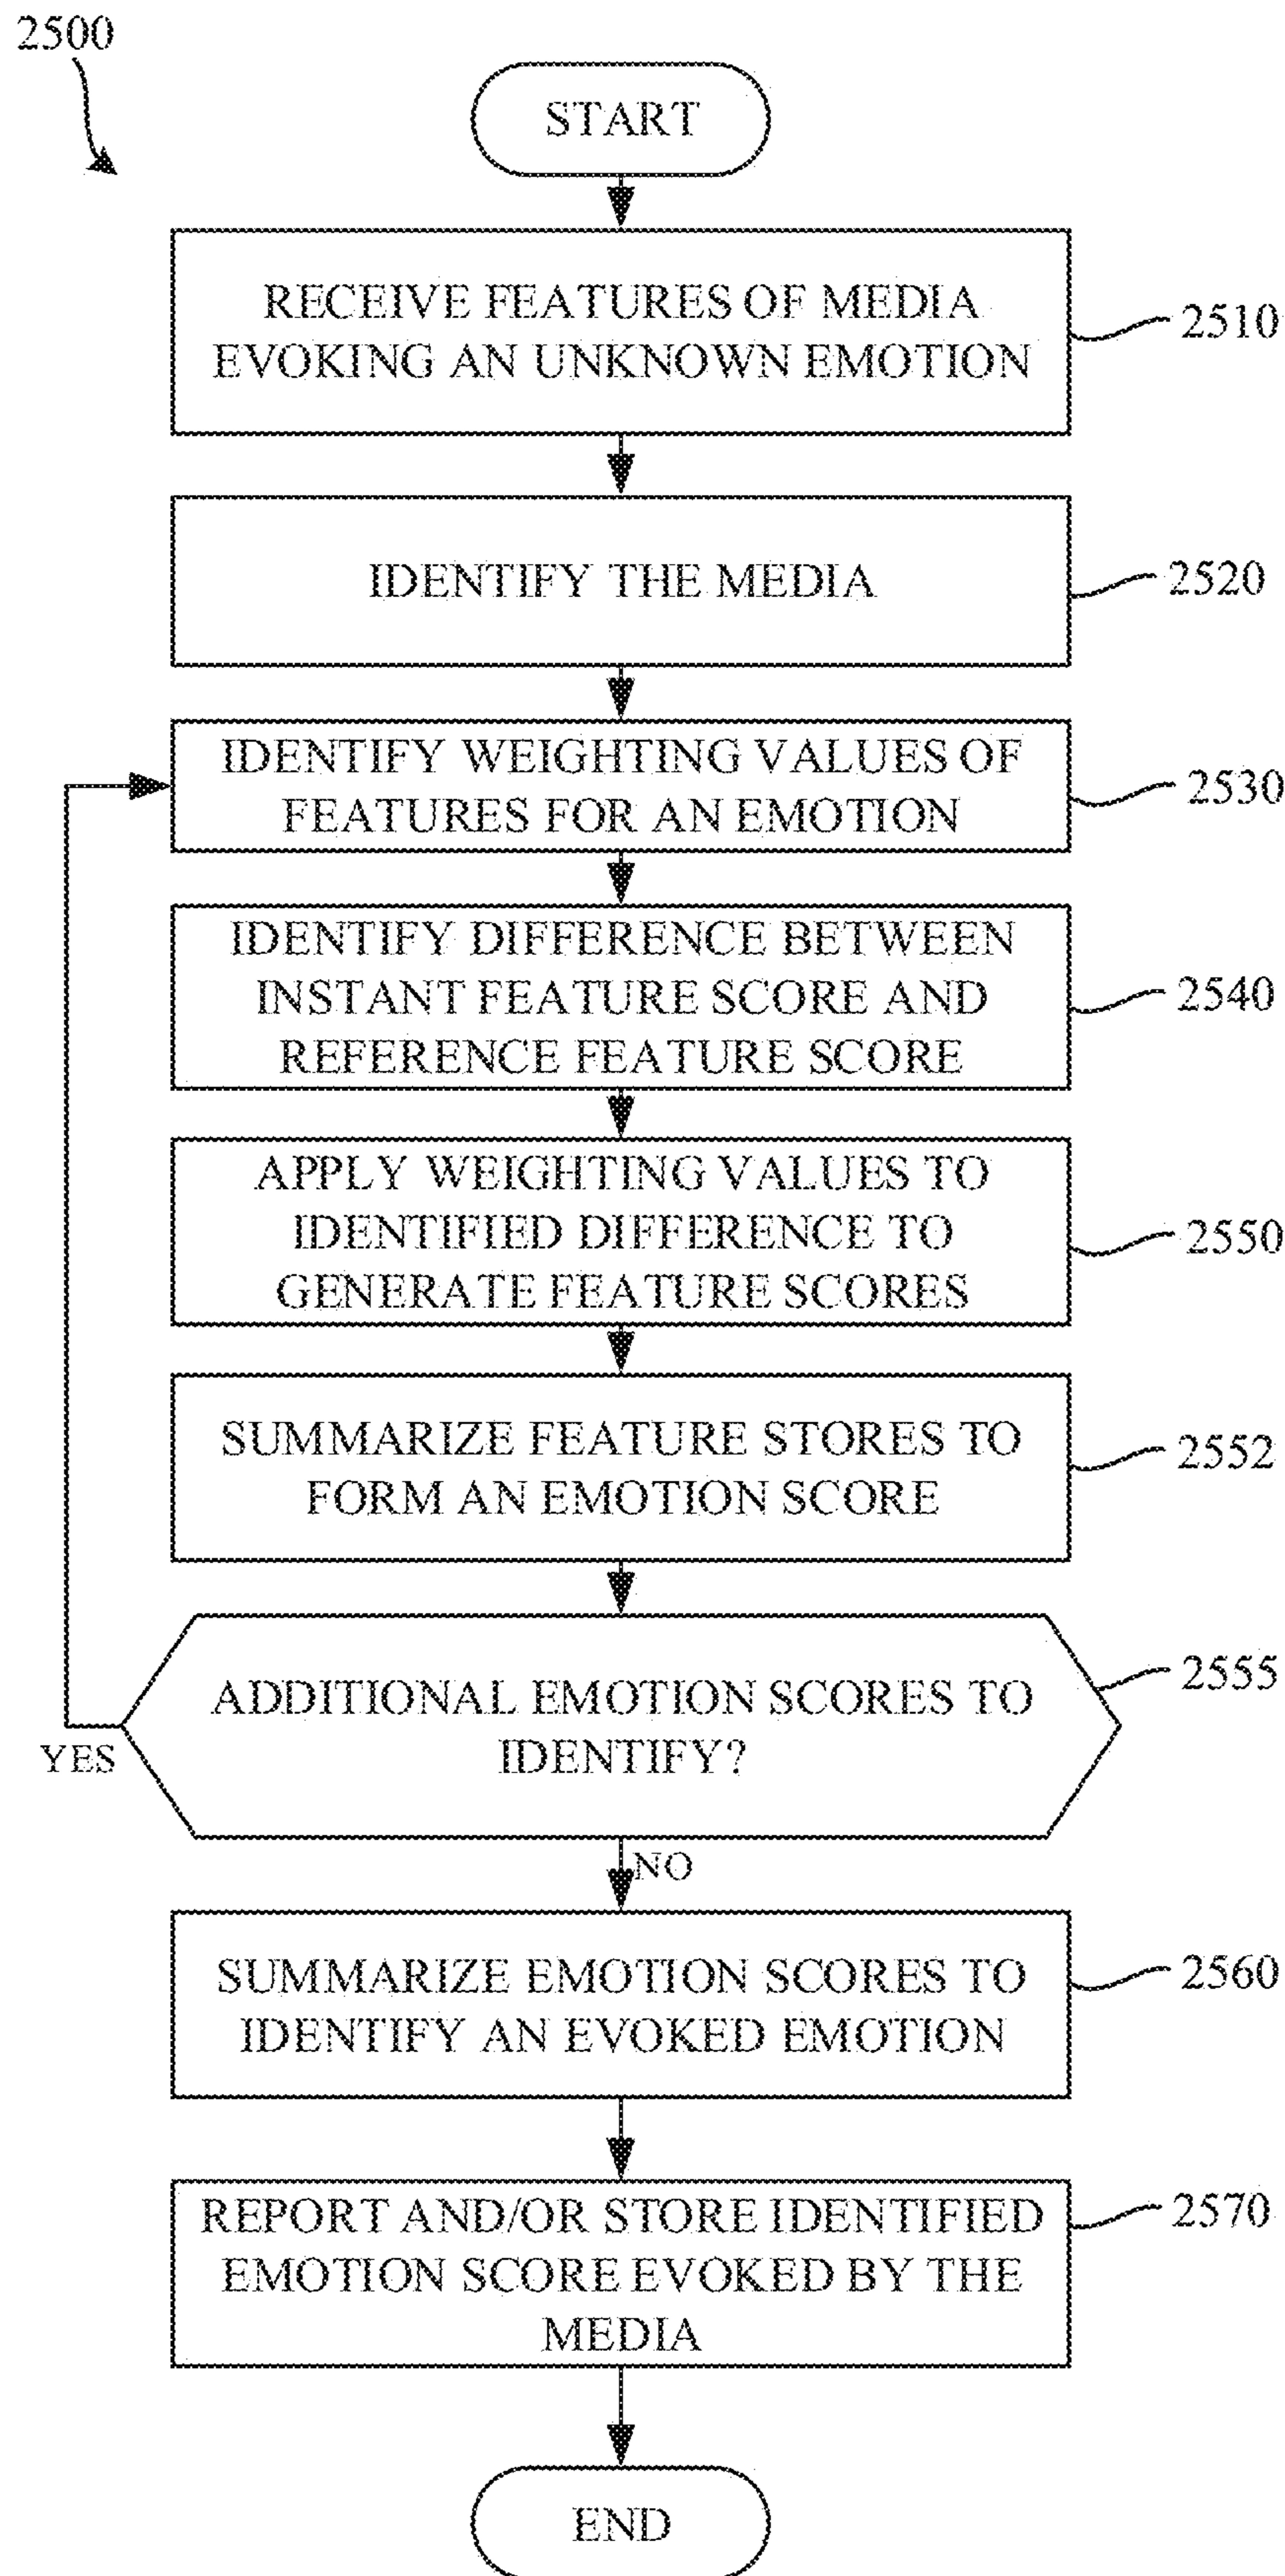 2500
START
RECEIVE FEATURES OF MEDIA
EVOKING AN UNKNOWN EMOTION
2510
IDENTIFY THE MEDIA
2520
IDENTIFY WEIGHTING VALUES OF
FEATURES FOR AN EMOTION
2530
IDENTIFY DIFFERENCE BETWEEN
INSTANT FEATURE SCORE AND
REFERENCE FEATURE SCORE
2540
APPLY WEIGHTING VALUES TO
IDENTIFIED DIFFERENCE TO
GENERATE FEATURE SCORES
2550
SUMMARIZE FEATURE STORES TO
FORM AN EMOTION SCORE
2552
ADDITIONAL EMOTION SCORES TO
IDENTIFY?
2555
YES
NO
SUMMARIZE EMOTION SCORES TO
IDENTIFY AN EVOKED EMOTION
2560
REPORT AND/OR STORE IDENTIFIED
EMOTION SCORE EVOKED BY THE
MEDIA
2570
END